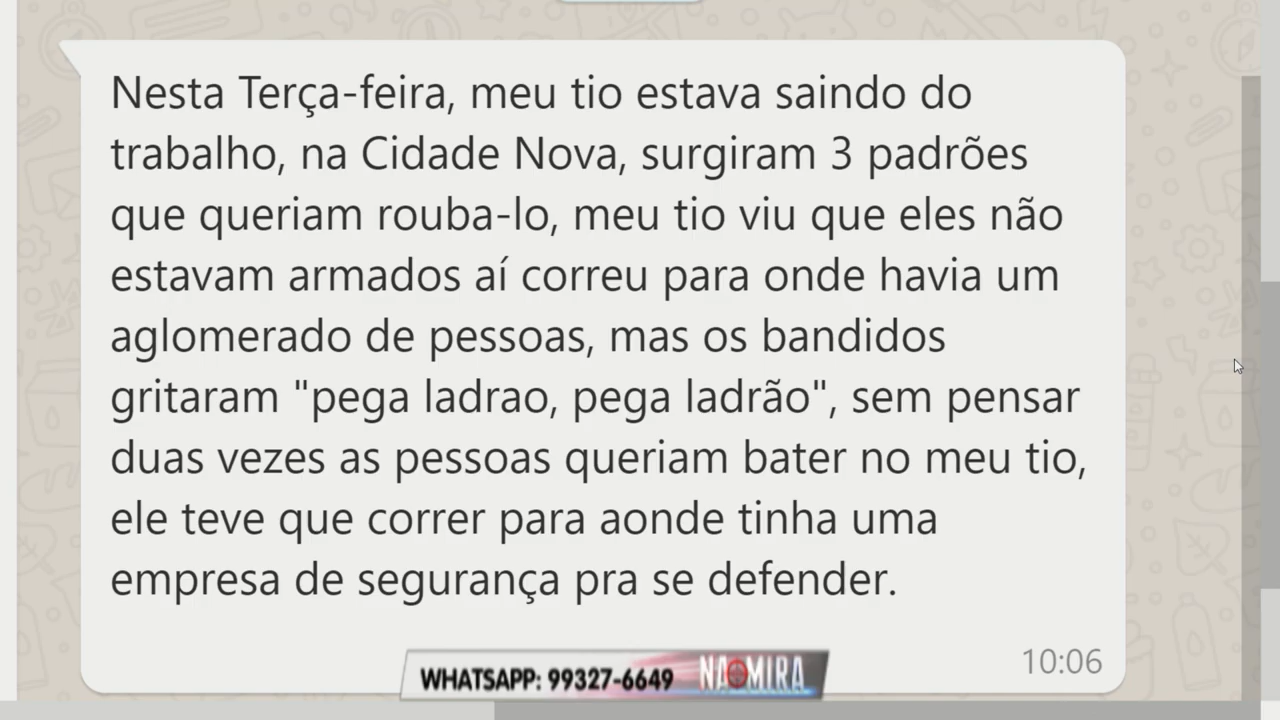 Nesta Terça-feira, meu tio estava saindo do
trabalho, na Cidade Nova, surgiram 3 padrões
que queriam rouba-lo, meu tio viu que eles não
estavam armados aí correu para onde havia um
aglomerado de pessoas, mas os bandidos
gritaram "pega ladrao, pega ladrão", sem pensar
duas vezes as pessoas queriam bater no meu tio,
ele teve que correr para aonde tinha uma
empresa de segurança pra se defender.
10:06
WHATSAPP: 99327-6649 NA MIRA